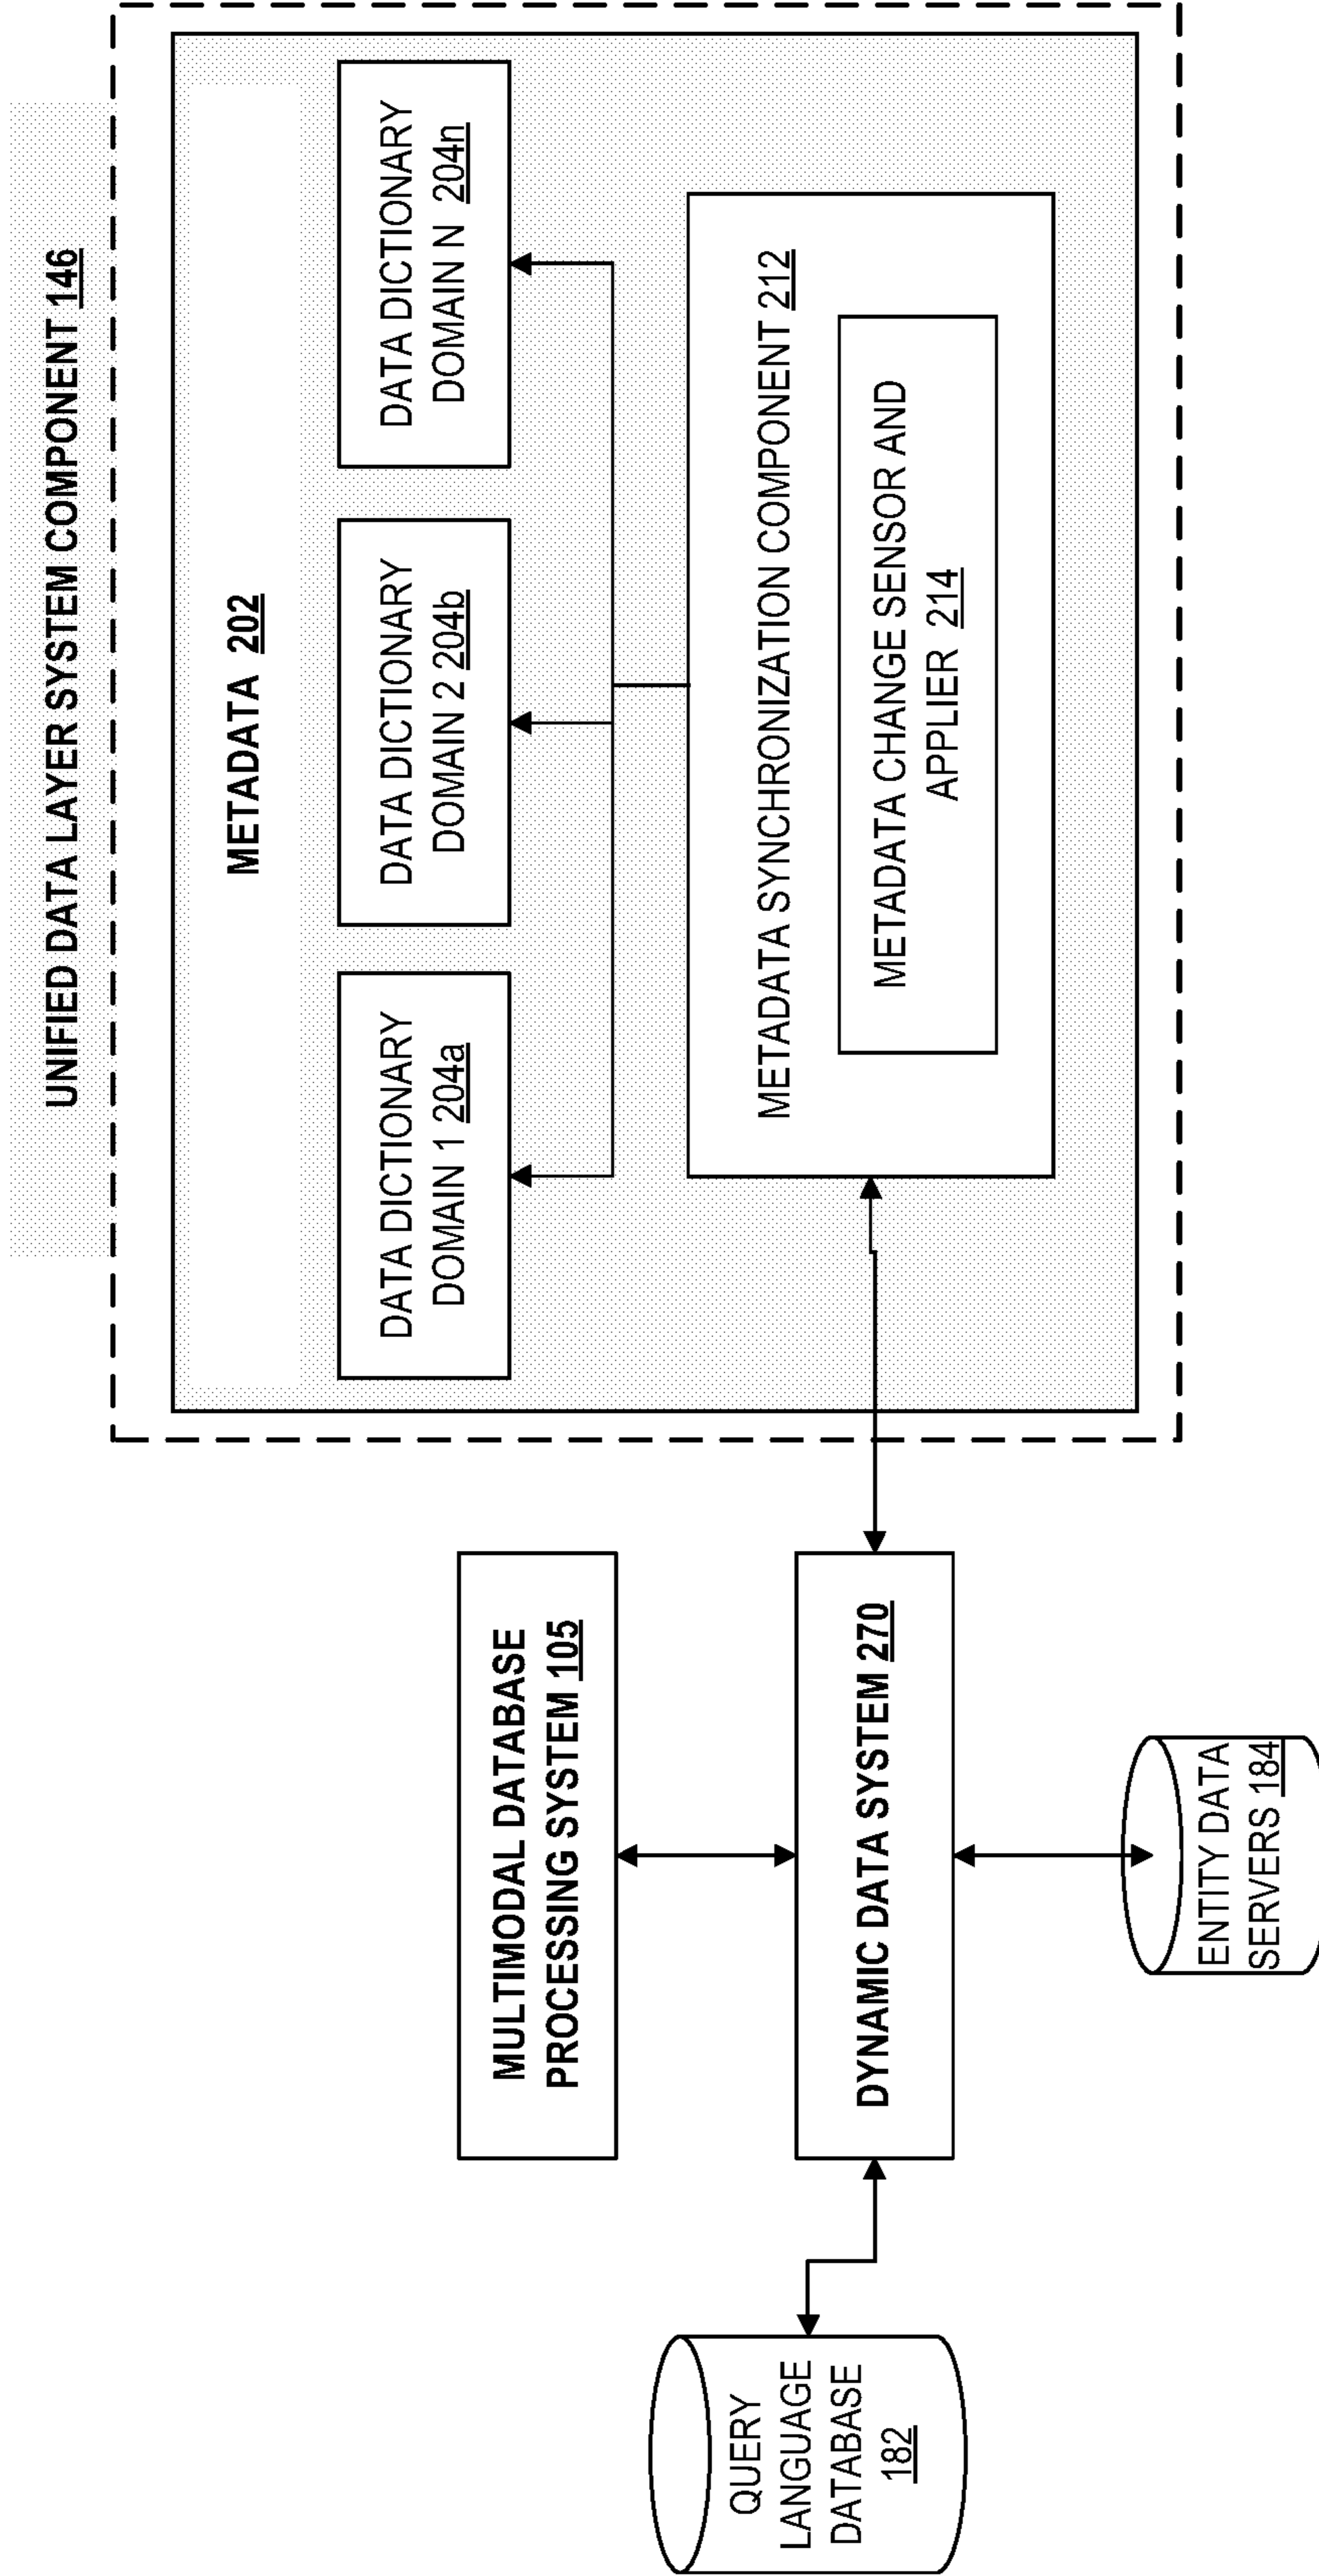 UNIFIED DATA LAYER SYSTEM COMPONENT 146
METADATA 202
DATA DICTIONARY
DOMAIN 1 204a
DATA DICTIONARY
DOMAIN 2 204b
DATA DICTIONARY
DOMAIN N 204n
METADATA SYNCHRONIZATION COMPONENT 212
METADATA CHANGE SENSOR AND
APPLIER 214
MULTIMODAL DATABASE
PROCESSING SYSTEM 105
DYNAMIC DATA SYSTEM 270
QUERY
LANGUAGE
DATABASE
182
ENTITY DATA
SERVERS 184